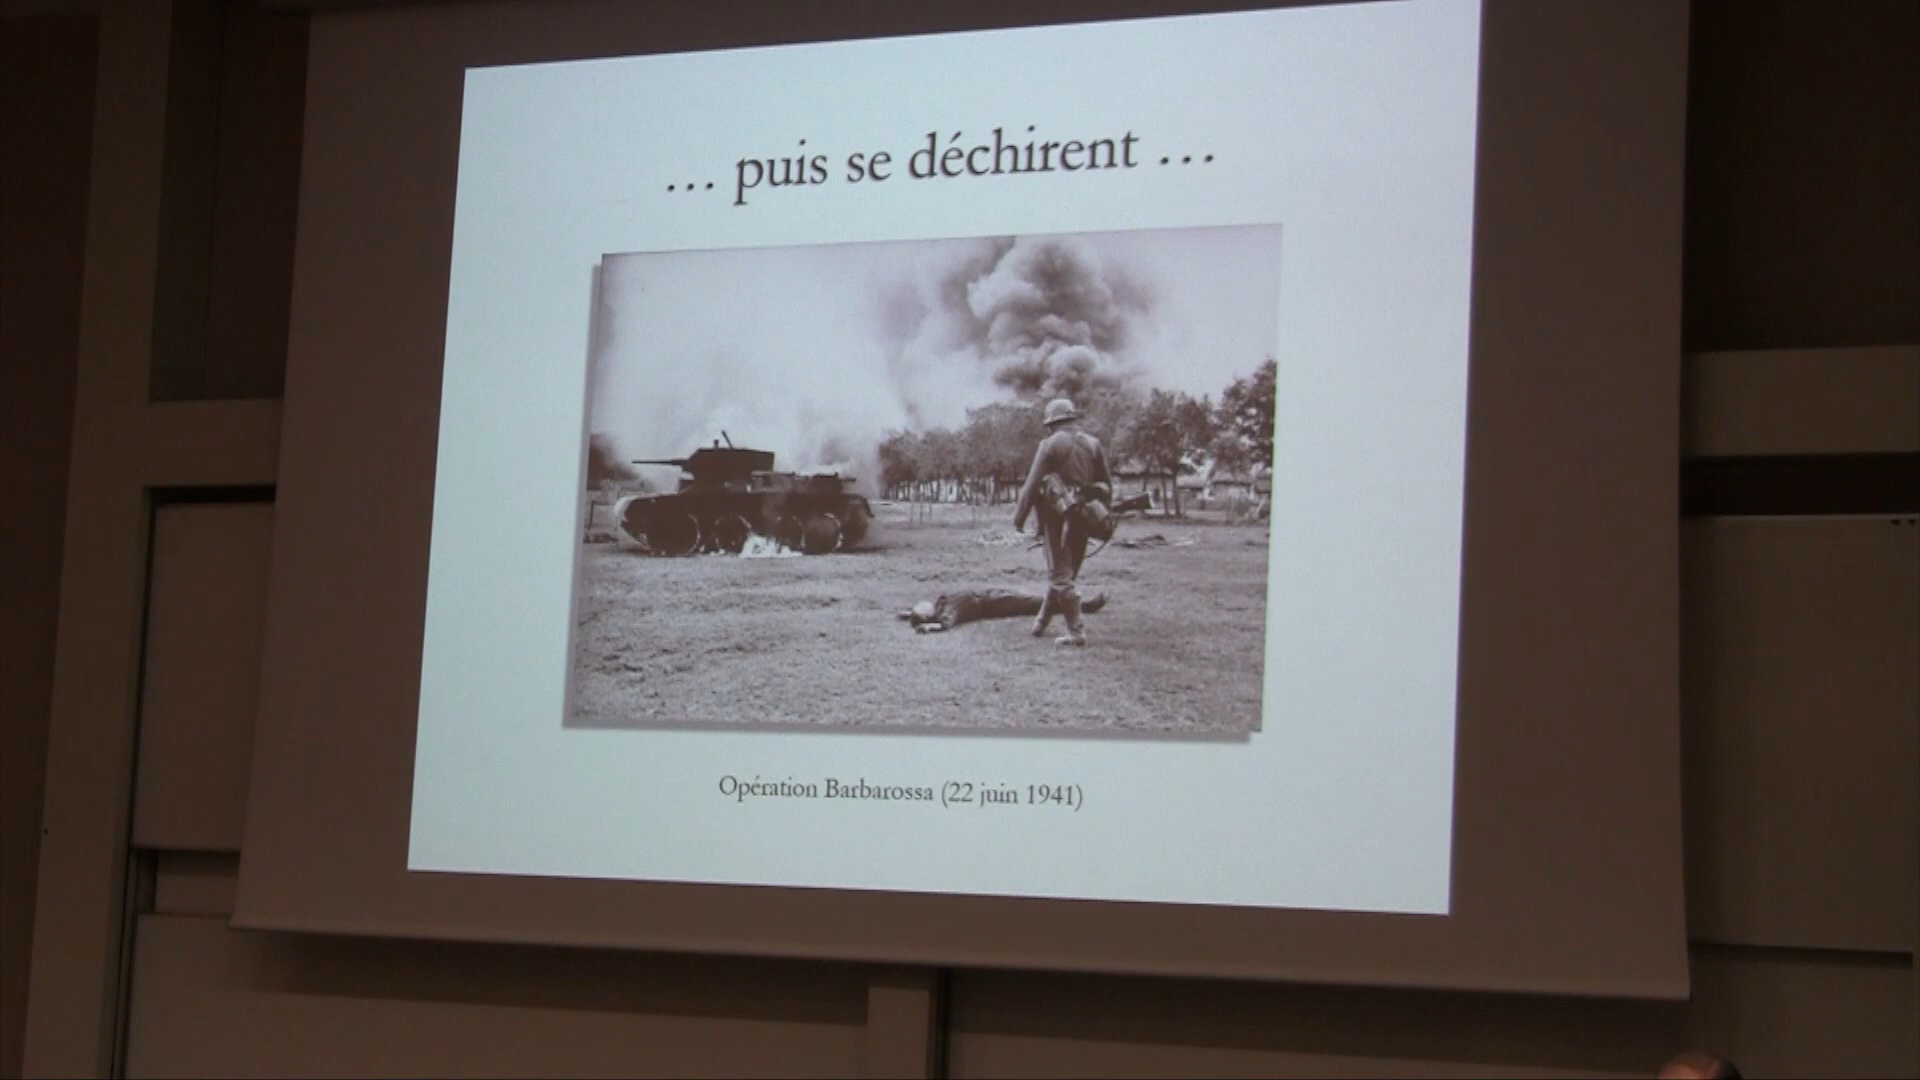 … puis se déchirent …
Opération Barbarossa (22 juin 1941)